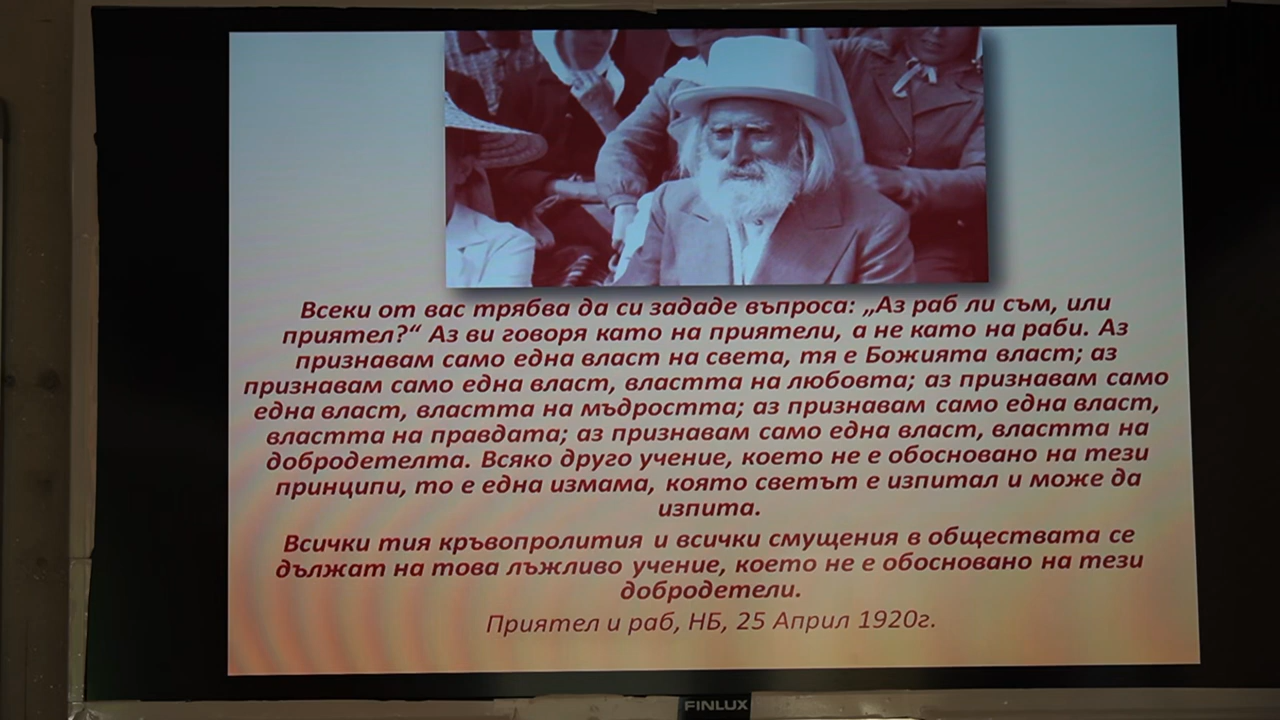 Всеки от вас трябва да си зададе въпроса: „Аз раб ли съм, или
приятел?“ Аз ви говоря като на приятели, а не като на раби. Аз
признавам само една власт на света, тя е Божията власт; аз
признавам само една власт, властта на любовта; аз признавам само
една власт, властта на мъдростта; аз признавам само една власт,
властта на правдата; аз признавам само една власт, властта на
добродетелта. Всяко друго учение, което не е обосновано на тези
принципи, то е една измама, която светът е изпитал и може да
изпита.
Всички тия кръвопролития и всички смущения в обществата се
дължат на това лъжливо учение, което не е обосновано на тези
добродетели.
Приятел и раб, НБ, 25 Април 1920г.
FINLUX